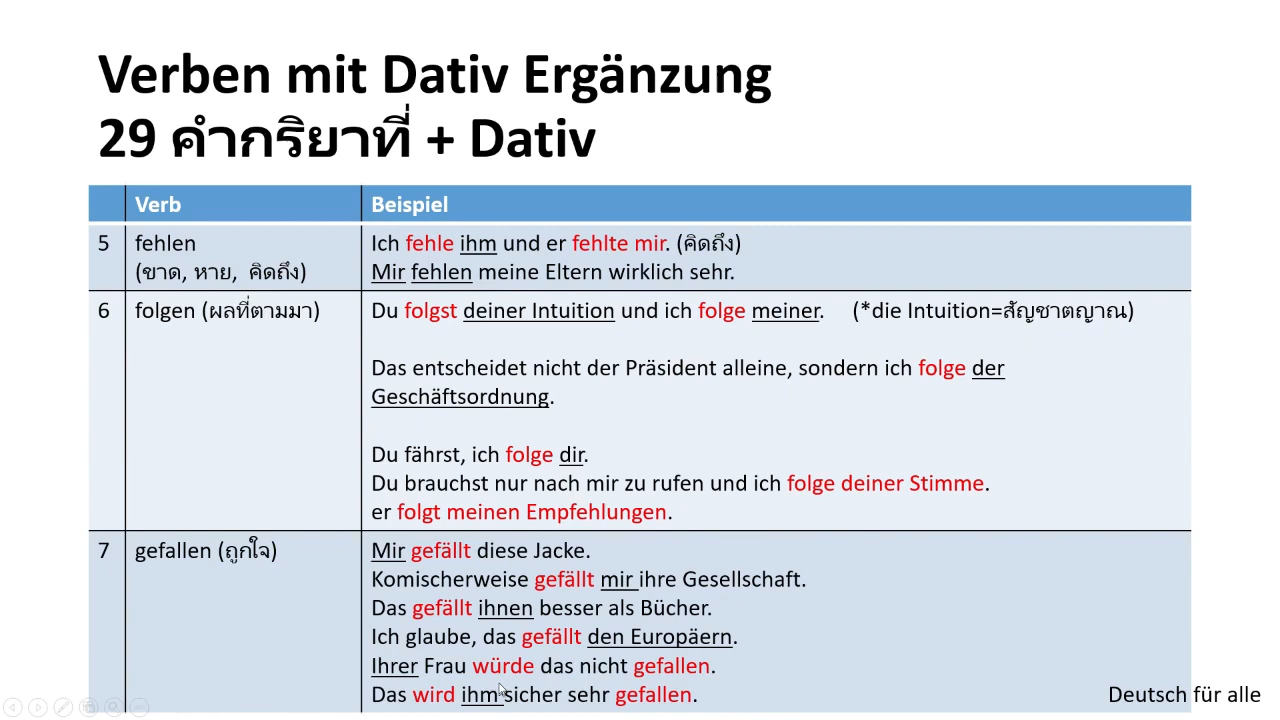 Verben mit Dativ Ergänzung
29 คำกริยาที่ + Dativ
Verb Beispiel
5 fehlen Ich fehle ihm und er fehlte mir. (คิดถึง)
(ขาด, หาย, คิดถึง) Mir fehlen meine Eltern wirklich sehr.
6 folgen (ผลที่ตามมา) Du folgst deiner Intuition und ich folge meiner. (*die Intuition=สัญชาตญาณ)
Das entscheidet nicht der Präsident alleine, sondern ich folge der
Geschäftsordnung.
Du fährst, ich folge dir.
Du brauchst nur nach mir zu rufen und ich folge deiner Stimme.
er folgt meinen Empfehlungen.
7 gefallen (ถูกใจ) Mir gefällt diese Jacke.
Komischerweise gefällt mir ihre Gesellschaft.
Das gefällt ihnen besser als Bücher.
Ich glaube, das gefällt den Europäern.
Ihrer Frau würde das nicht gefallen.
Das wird ihm sicher sehr gefallen.
Deutsch für alle